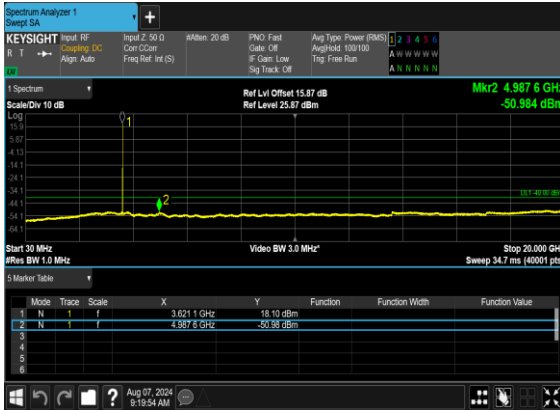 Spectrum Analyzer 1
Swept SA
+
KEYSIGHT Input: RF Input Z: 50 Ω #Atten: 20 dB PNO: Fast Avg Type: Power (RMS) 1 2 3 4 5 6
R T Coupling: DC Corr CCorr Gate: Off Avg|Hold: 100/100 A W W W W W
Align: Auto Freq Ref: Int (S) IF Gain: Low Trig: Free Run
Sig Track: Off A N N N N N
1 Spectrum Ref Lvl Offset 15.87 dB Mkr2 4.987 6 GHz
Scale/Div 10 dB Ref Level 25.87 dBm -50.984 dBm
Log
15.9
5.87
-4.13
-14.1
-24.1
-34.1
-44.1
-54.1
-64.1
1
2
DL1 -40.00 dBm
Start 30 MHz Video BW 3.0 MHz* Stop 20.000 GHz
#Res BW 1.0 MHz Sweep 34.7 ms (40001 pts)
5 Marker Table
Mode Trace Scale X Y Function Function Width Function Value
1 N 1 f 3.621 1 GHz 18.10 dBm
2 N 1 f 4.987 6 GHz -50.98 dBm
3
4
5
6
? Aug 07, 2024
9:19:54 AM